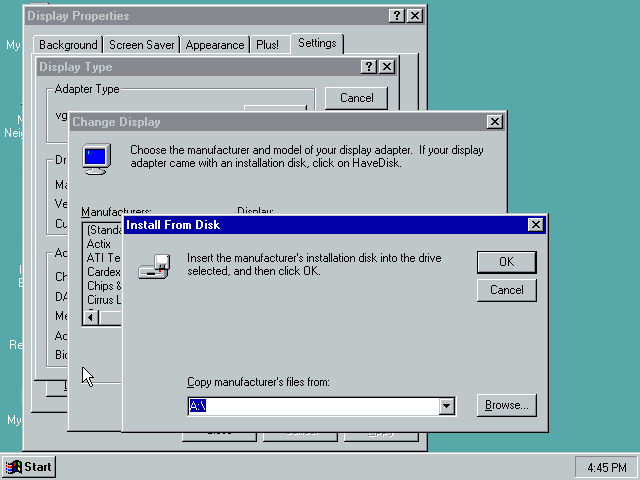 Display Properties
Background
Screen Saver
Appearance
Plus!
Settings
My
Display Type
Adapter Type
Cancel
vg
Change Display
Choose the manufacturer and model of your display adapter. If your display
adapter came with an installation disk, click on HaveDisk.
Manufacturers:
Display:
(Standa
Actix
ATI Te
Cardex
Chips &
Cirrus L
Install From Disk
Insert the manufacturer's installation disk into the drive
selected, and then click OK.
OK
Cancel
Copy manufacturer's files from:
A:\
Browse...
Neig
Dr
Ma
Ve
Cu
Ad
Ch
DA
Me
Ad
Bio
Re
My
Start
4:45 PM